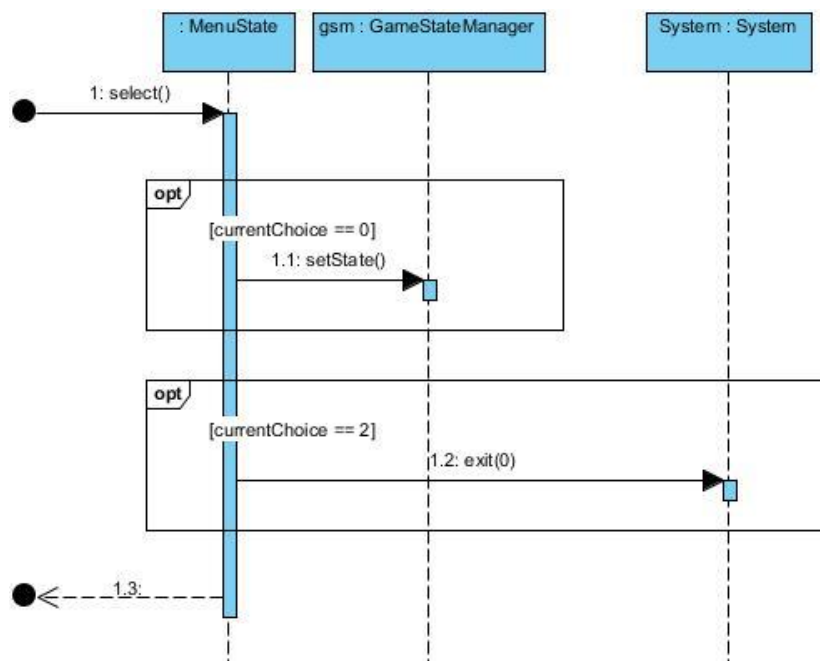 : MenuState
gsm : GameStateManager
System : System
1: select()
opt
[currentChoice == 0]
1.1: setState()
opt
[currentChoice == 2]
1.2: exit(0)
1.3: